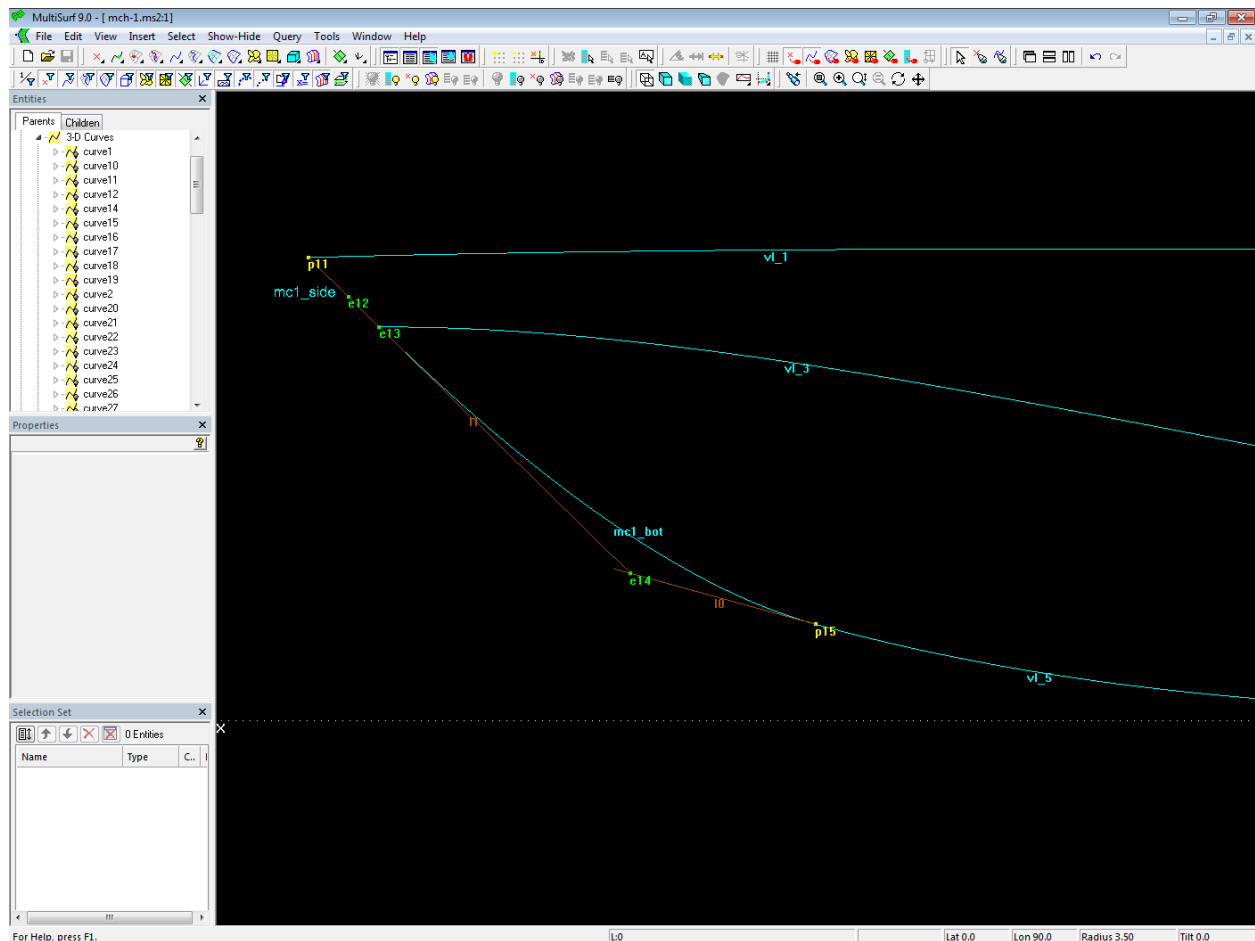 MultiSurf 9.0 - [ mch-1.ms2:1]
File Edit View Insert Select Show-Hide Query Tools Window Help
Entities
Parents Children
3-D Curves
curve1
curve10
curve11
curve12
curve14
curve15
curve16
curve17
curve18
curve19
curve2
curve20
curve21
curve22
curve23
curve24
curve25
curve26
curve27
Properties
Selection Set
0 Entities
Name Type C..
p11
vl_1
mc1_side
e12
e13
vl_3
l1
mc1_bot
e14
l0
p15
vl_5
X
For Help, press F1.
L:0
Lat 0.0 Lon 90.0 Radius 3.50 Tilt 0.0